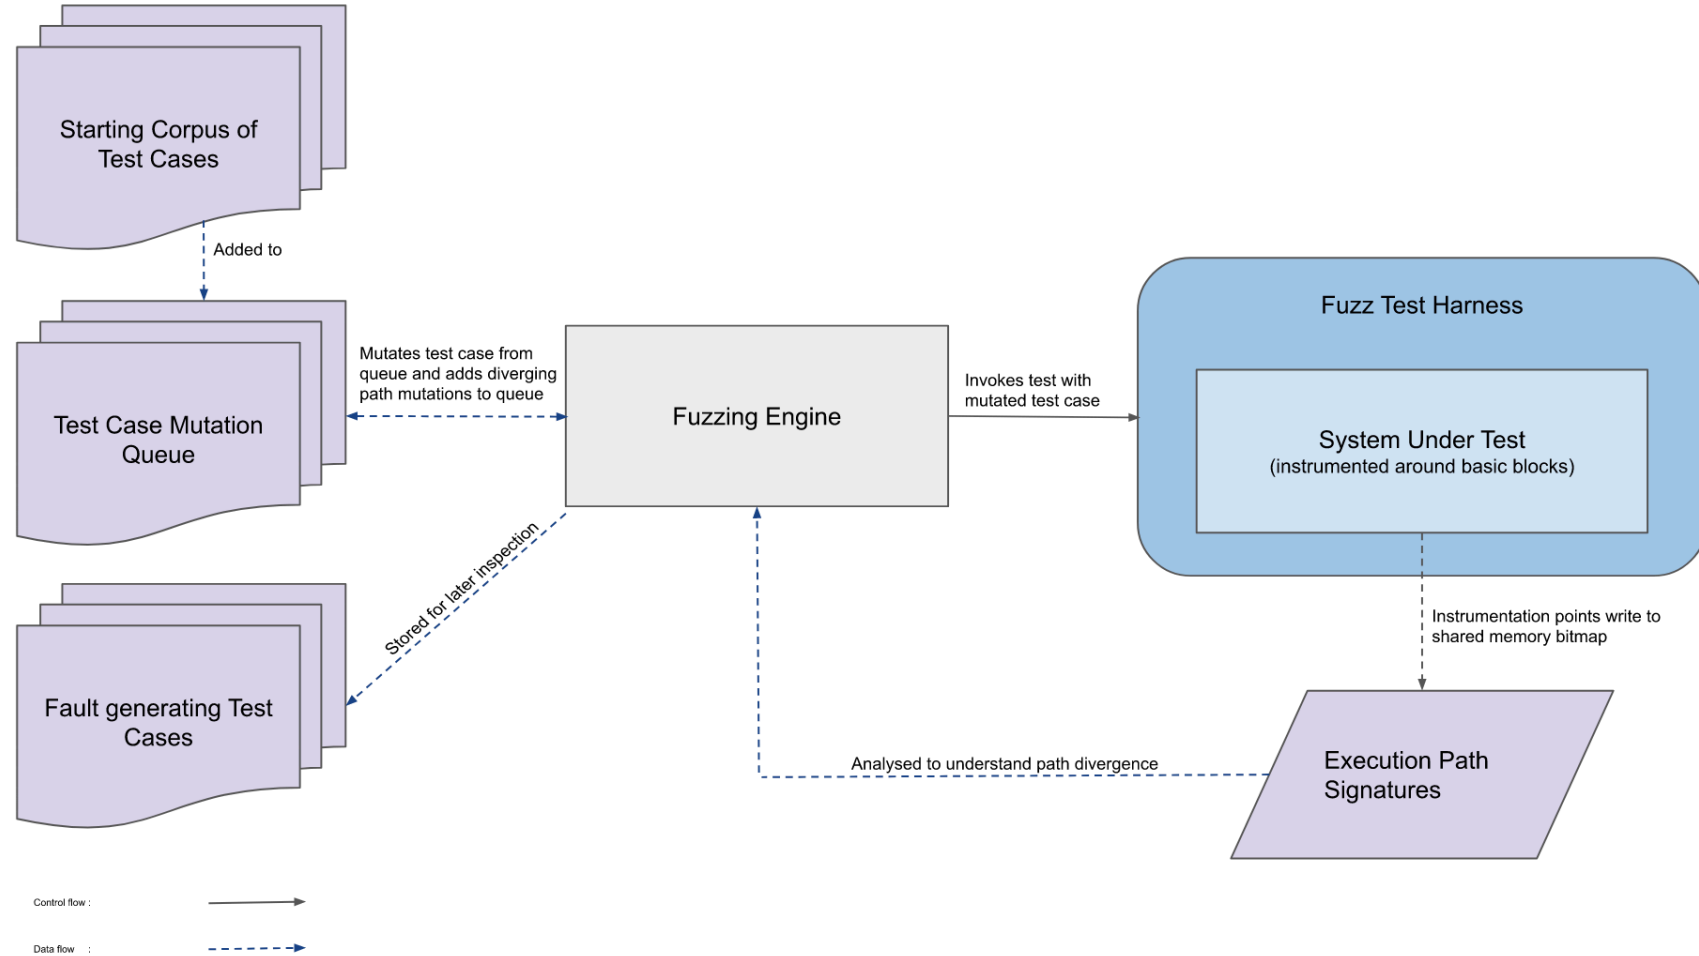 Starting Corpus of
Test Cases
Added to
Test Case Mutation
Queue
Mutates test case from
queue and adds diverging
path mutations to queue
Fuzzing Engine
Invokes test with
mutated test case
Fuzz Test Harness
System Under Test
(instrumented around basic blocks)
Instrumentation points write to
shared memory bitmap
Execution Path
Signatures
Analysed to understand path divergence
Stored for later inspection
Fault generating Test
Cases
Control flow :
Data flow :